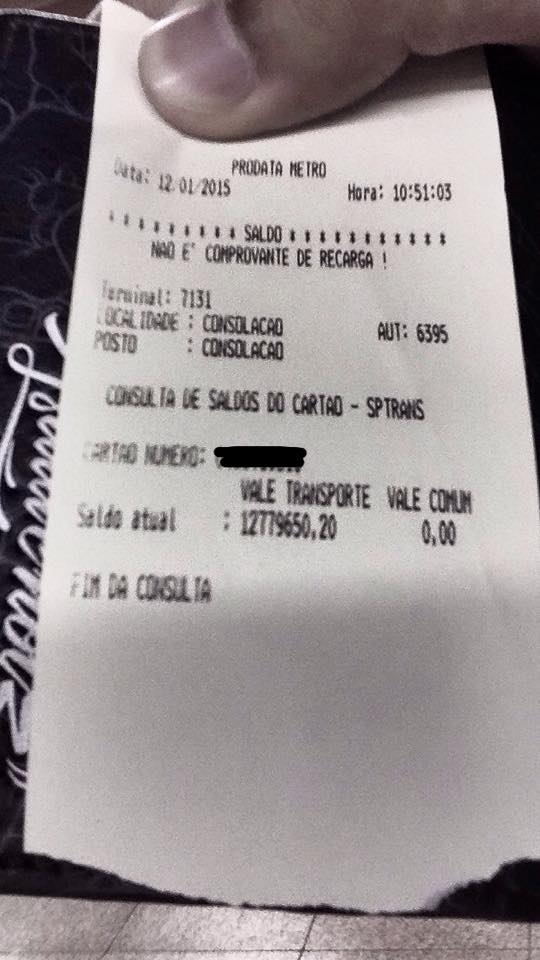 PRODATA METRO
Data: 12/01/2015 Hora: 10:51:03
* * * * * * * * * SALDO * * * * * * * * * * *
NAO E' COMPROVANTE DE RECARGA !
Terminal: 7131
LOCALIDADE : CONSOLACAO AUT: 6395
POSTO : CONSOLACAO
CONSULTA DE SALDOS DO CARTAO - SPTRANS
CARTAO NUMERO:
VALE TRANSPORTE VALE COMUM
Saldo atual : 12779650,20 0,00
FIM DA CONSULTA